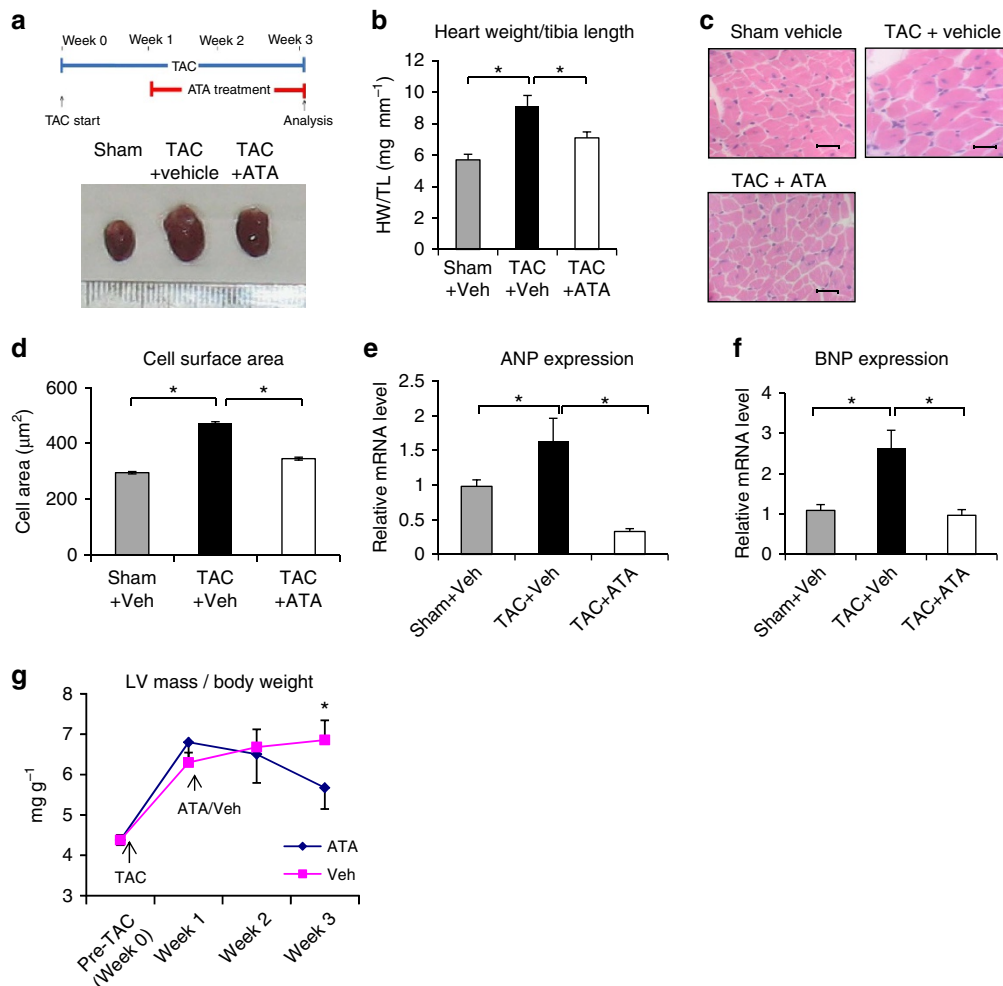 a
Week 0 Week 1 Week 2 Week 3
TAC
ATA treatment
TAC start Analysis
Sham TAC +vehicle TAC +ATA
b
Heart weight/tibia length
HW/TL (mg mm⁻¹)
12
10
8
6
4
2
0
* *
Sham +Veh TAC +Veh TAC +ATA
c
Sham vehicle TAC + vehicle
TAC + ATA
d
Cell surface area
Cell area (μm²)
600
400
200
0
* *
Sham +Veh TAC +Veh TAC +ATA
e
ANP expression
Relative mRNA level
2.5
2
1.5
1
0.5
0
* *
Sham+Veh TAC+Veh TAC+ATA
f
BNP expression
Relative mRNA level
4
3
2
1
0
* *
Sham+Veh TAC+Veh TAC+ATA
g
LV mass / body weight
mg g⁻¹
8
7
6
5
4
3
*
ATA/Veh
TAC
ATA
Veh
Pre-TAC (Week 0) Week 1 Week 2 Week 3